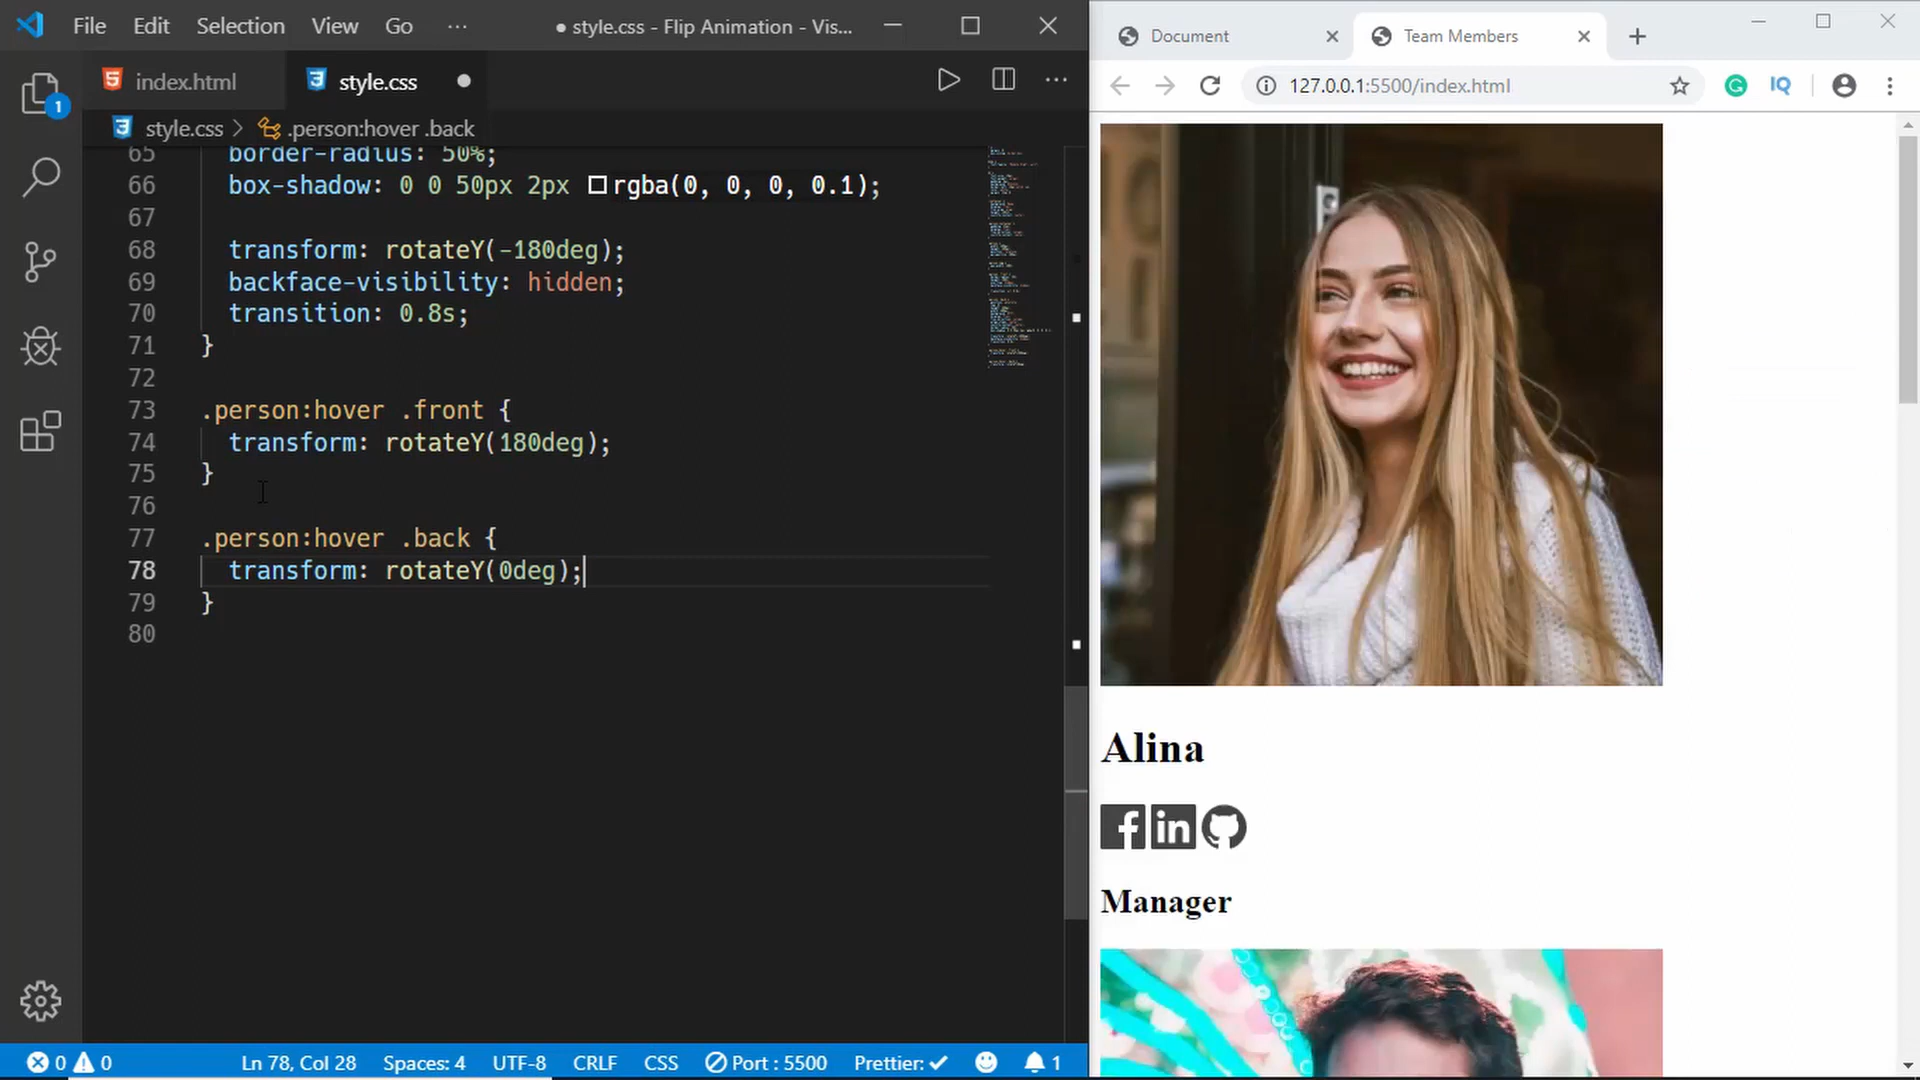 File Edit Selection View Go ··· ● style.css - Flip Animation - Vis...
index.html style.css
style.css > .person:hover .back
65 border-radius: 50%;
66 box-shadow: 0 0 50px 2px rgba(0, 0, 0, 0.1);
67
68 transform: rotateY(-180deg);
69 backface-visibility: hidden;
70 transition: 0.8s;
71 }
72
73 .person:hover .front {
74 transform: rotateY(180deg);
75 }
76
77 .person:hover .back {
78 transform: rotateY(0deg);
79 }
80
1
0 0 Ln 78, Col 28 Spaces: 4 UTF-8 CRLF CSS Port : 5500 Prettier: ✓ 1
Document Team Members
127.0.0.1:5500/index.html IQ
Alina
Manager